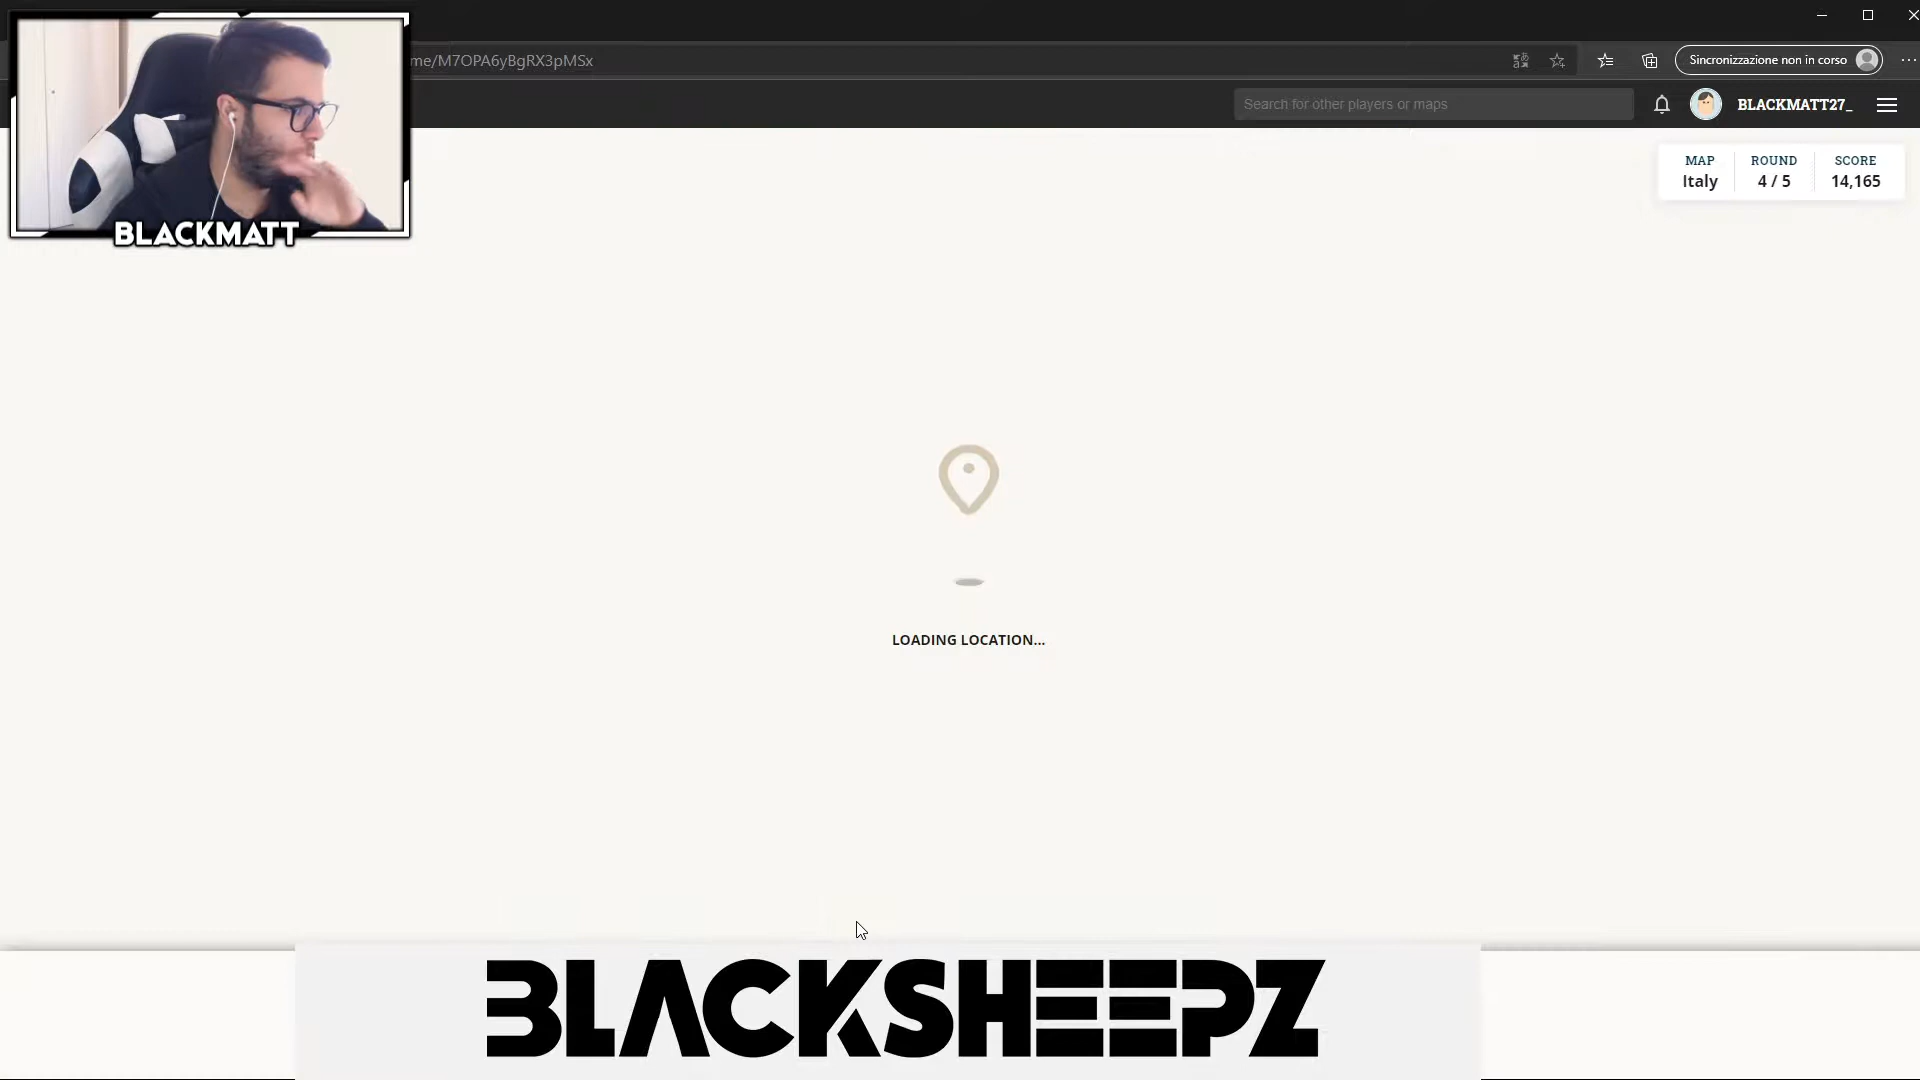 me/M7OPA6yBgRX3pMSx
Sincronizzazione non in corso
Search for other players or maps
BLACKMATT27_
MAP
Italy
ROUND
4 / 5
SCORE
14,165
BLACKMATT
LOADING LOCATION...
BLACKSHEEPZ